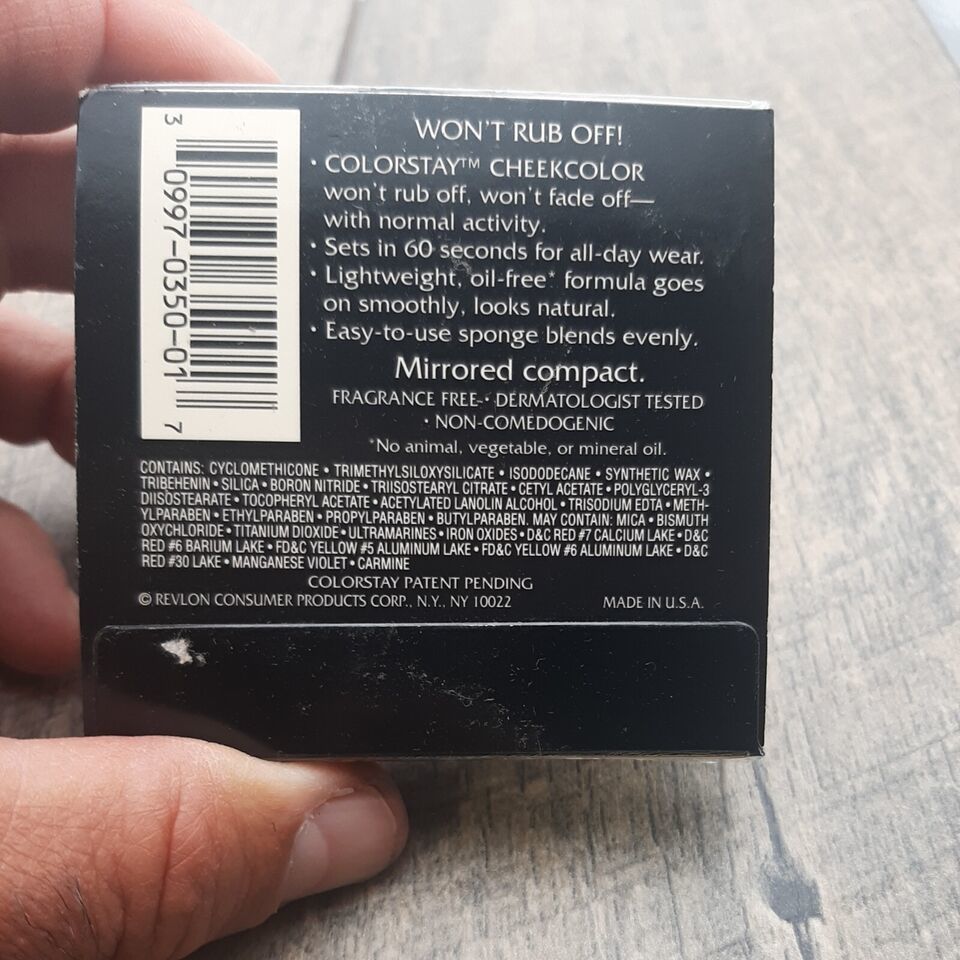 3 0997-0350-01 7
WON'T RUB OFF!
• COLORSTAY™ CHEEKCOLOR
won't rub off, won't fade off—
with normal activity.
• Sets in 60 seconds for all-day wear.
• Lightweight, oil-free* formula goes
on smoothly, looks natural.
• Easy-to-use sponge blends evenly.
Mirrored compact.
FRAGRANCE FREE • DERMATOLOGIST TESTED
• NON-COMEDOGENIC
*No animal, vegetable, or mineral oil.
CONTAINS: CYCLOMETHICONE • TRIMETHYLSILOXYSILICATE • ISODODECANE • SYNTHETIC WAX •
TRIBEHENIN • SILICA • BORON NITRIDE • TRIISOSTEARYL CITRATE • CETYL ACETATE • POLYGLYCERYL-3
DIISOSTEARATE • TOCOPHERYL ACETATE • ACETYLATED LANOLIN ALCOHOL • TRISODIUM EDTA • METH-
YLPARABEN • ETHYLPARABEN • PROPYLPARABEN • BUTYLPARABEN. MAY CONTAIN: MICA • BISMUTH
OXYCHLORIDE • TITANIUM DIOXIDE • ULTRAMARINES • IRON OXIDES • D&C RED #7 CALCIUM LAKE • D&C
RED #6 BARIUM LAKE • FD&C YELLOW #5 ALUMINUM LAKE • FD&C YELLOW #6 ALUMINUM LAKE • D&C
RED #30 LAKE • MANGANESE VIOLET • CARMINE
COLORSTAY PATENT PENDING
© REVLON CONSUMER PRODUCTS CORP., N.Y., NY 10022 MADE IN U.S.A.